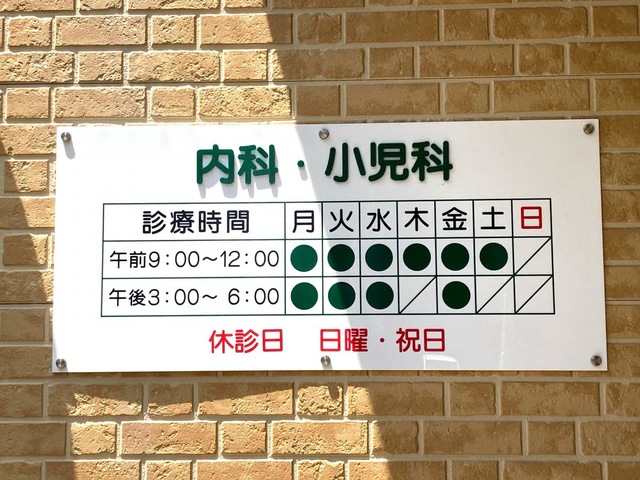 内科・小児科
診療時間 月 火 水 木 金 土 日
午前9：00〜12：00 ● ● ● ● ● ● ／
午後3：00〜 6：00 ● ● ● ／ ● ／ ／
休診日 日曜・祝日